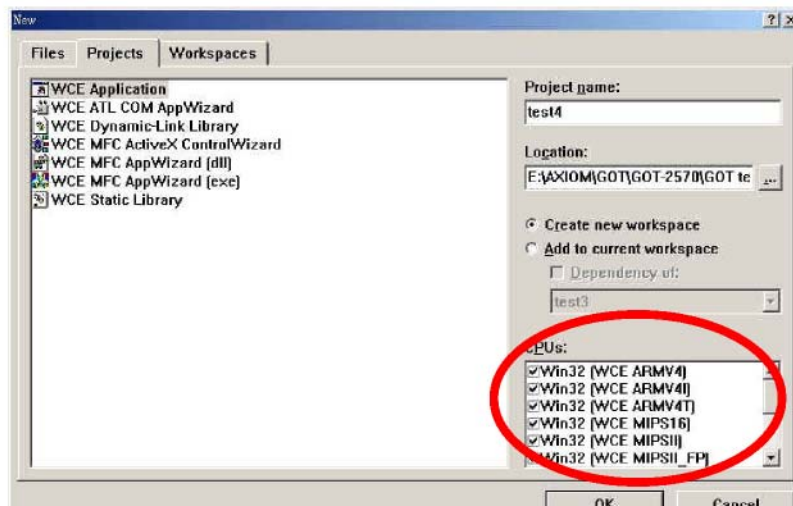 New
Files
Projects
Workspaces
WCE Application
WCE ATL COM AppWizard
WCE Dynamic-Link Library
WCE MFC ActiveX ControlWizard
WCE MFC AppWizard (dll)
WCE MFC AppWizard (exe)
WCE Static Library
Project name:
test4
Location:
E:\AXIOM\GOT\GOT-2570\GOT te
...
Create new workspace
Add to current workspace
Dependency of:
test3
CPUs:
Win32 (WCE ARMV4)
Win32 (WCE ARMV4I)
Win32 (WCE ARMV4T)
Win32 (WCE MIPS16)
Win32 (WCE MIPSII)
Win32 (WCE MIPSII_FP)
OK
Cancel